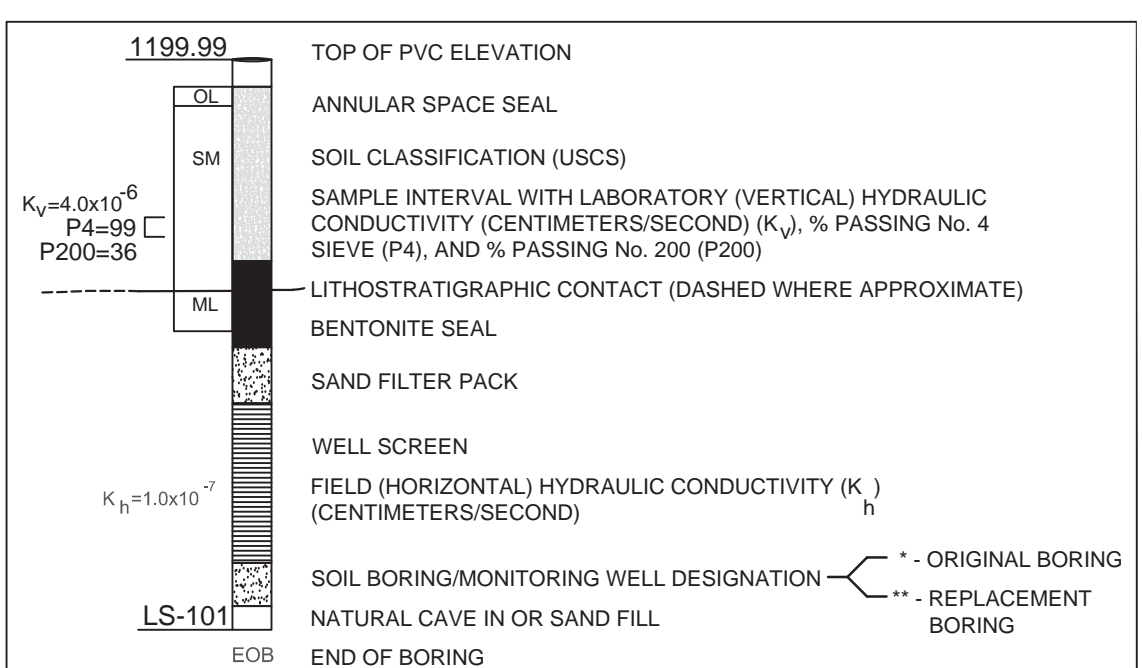 1199.99 TOP OF PVC ELEVATION
OL ANNULAR SPACE SEAL
SM SOIL CLASSIFICATION (USCS)
Kv=4.0x10-6 SAMPLE INTERVAL WITH LABORATORY (VERTICAL) HYDRAULIC
P4=99 CONDUCTIVITY (CENTIMETERS/SECOND) (Kv), % PASSING No. 4
P200=36 SIEVE (P4), AND % PASSING No. 200 (P200)
LITHOSTRATIGRAPHIC CONTACT (DASHED WHERE APPROXIMATE)
ML
BENTONITE SEAL
SAND FILTER PACK
WELL SCREEN
Kh=1.0x10-7 FIELD (HORIZONTAL) HYDRAULIC CONDUCTIVITY (Kh)
(CENTIMETERS/SECOND)
* - ORIGINAL BORING
SOIL BORING/MONITORING WELL DESIGNATION
** - REPLACEMENT
BORING
LS-101 NATURAL CAVE IN OR SAND FILL
EOB END OF BORING